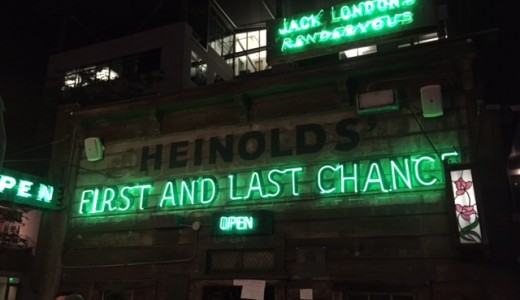 JACK LONDON'S
RENDEZVOUS
HEINOLDS'
FIRST AND LAST CHANCE
OPEN
OPEN